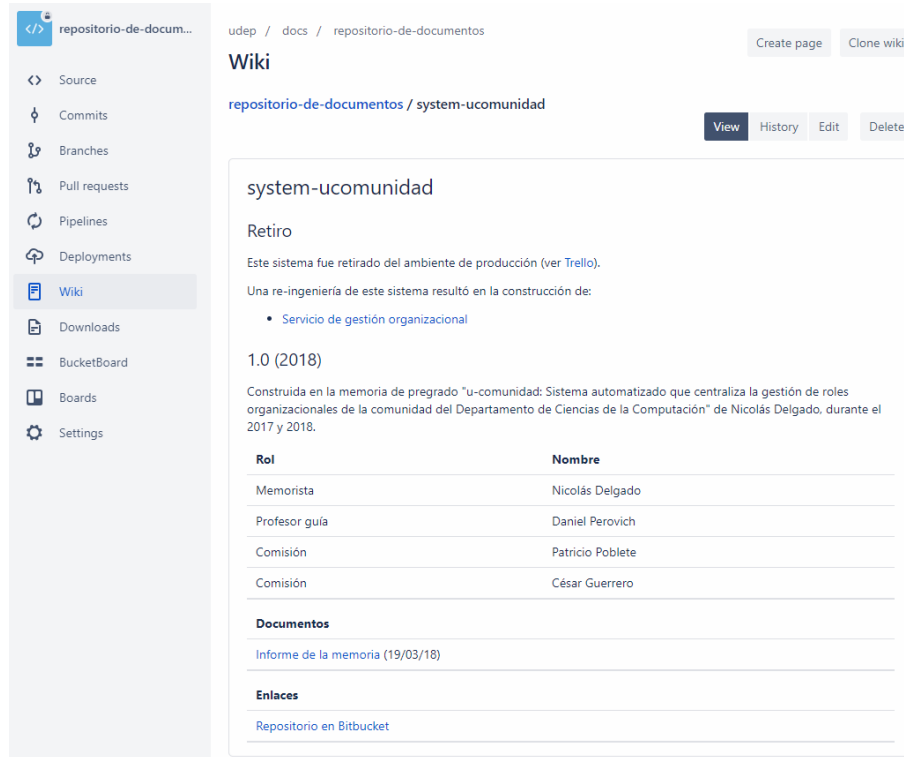 repositorio-de-docum...
Source
Commits
Branches
Pull requests
Pipelines
Deployments
Wiki
Downloads
BucketBoard
Boards
Settings
udep / docs / repositorio-de-documentos
Create page Clone wiki
Wiki
repositorio-de-documentos / system-ucomunidad
View History Edit Delete
system-ucomunidad
Retiro
Este sistema fue retirado del ambiente de producción (ver Trello).
Una re-ingeniería de este sistema resultó en la construcción de:
• Servicio de gestión organizacional
1.0 (2018)
Construida en la memoria de pregrado "u-comunidad: Sistema automatizado que centraliza la gestión de roles
organizacionales de la comunidad del Departamento de Ciencias de la Computación" de Nicolás Delgado, durante el
2017 y 2018.
Rol Nombre
Memorista Nicolás Delgado
Profesor guía Daniel Perovich
Comisión Patricio Poblete
Comisión César Guerrero
Documentos
Informe de la memoria (19/03/18)
Enlaces
Repositorio en Bitbucket